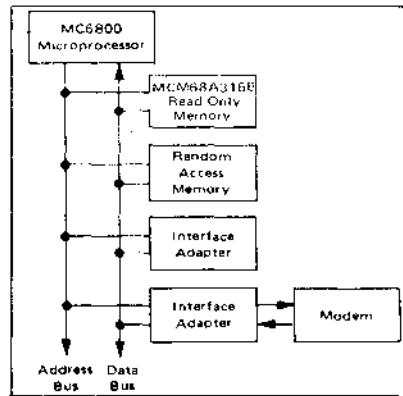 MC6800
Microprocessor
MCM68A316E
Read Only
Memory
Random
Access
Memory
Interface
Adapter
Interface
Adapter
Modem
Address
Bus
Data
Bus